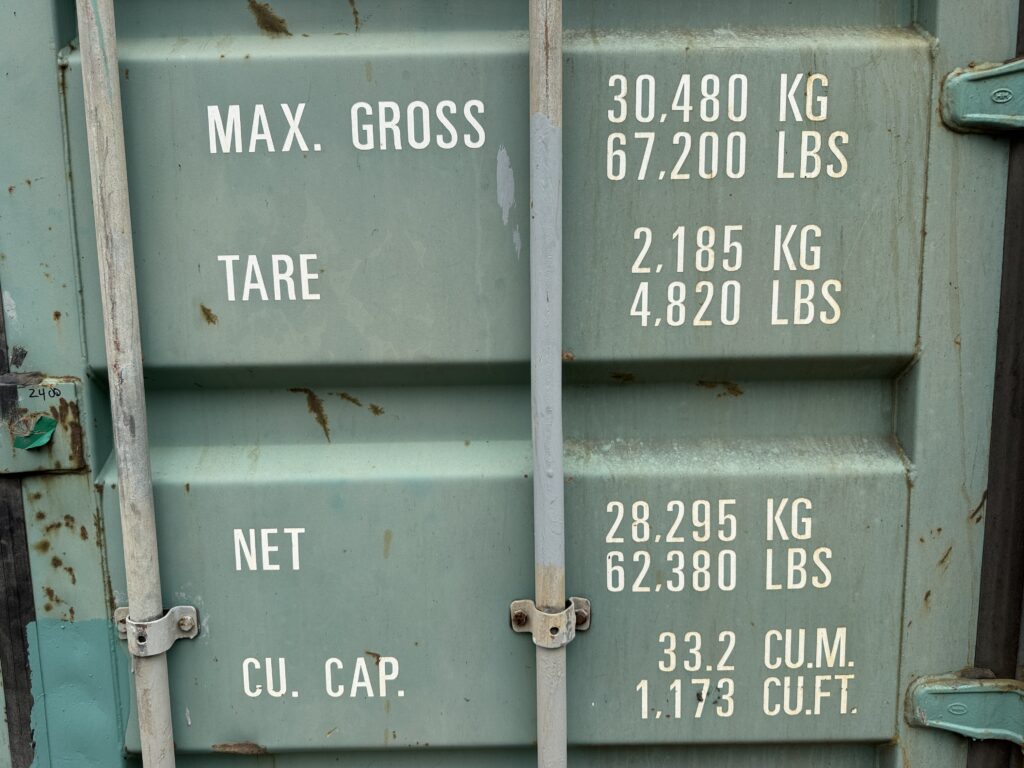 MAX. GROSS 30,480 KG
67,200 LBS
TARE 2,185 KG
4,820 LBS
2400
NET 28,295 KG
62,380 LBS
CU. CAP. 33.2 CU.M.
1,173 CU.FT.